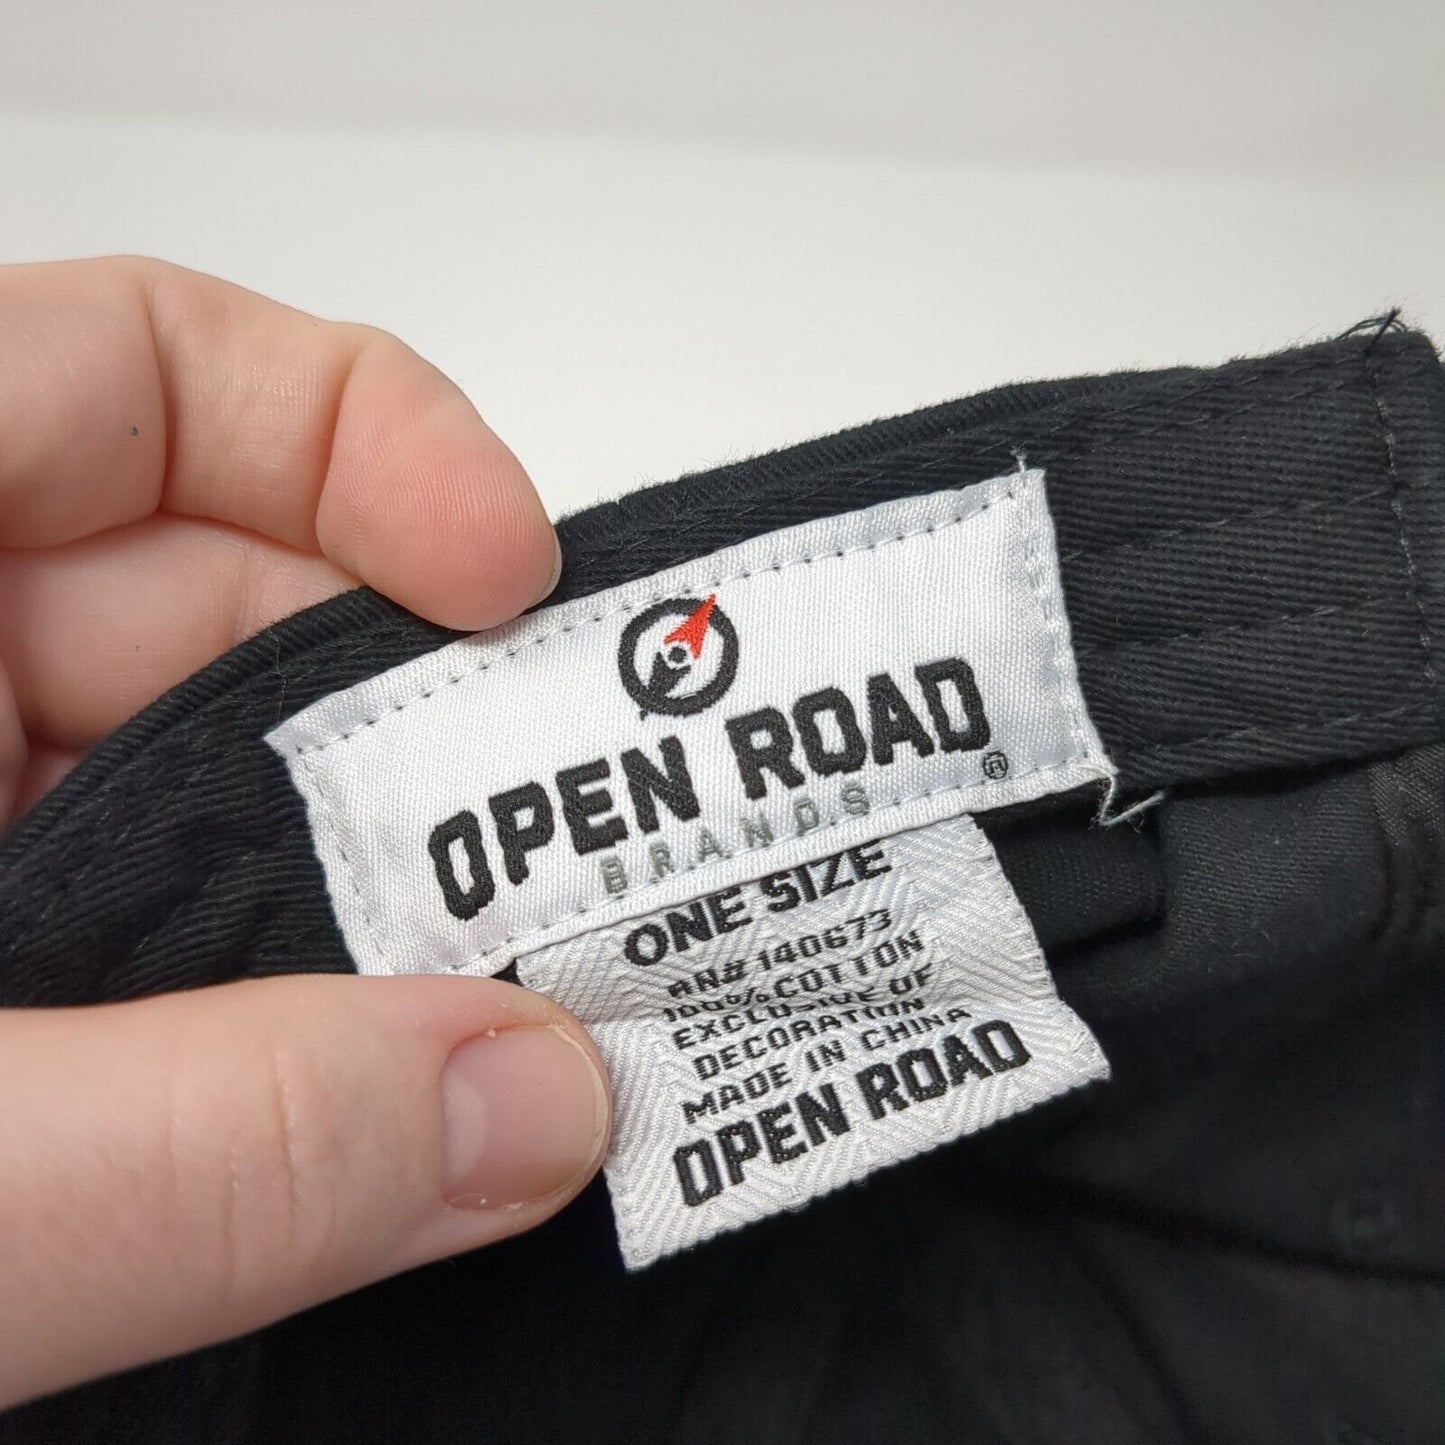 OPEN ROAD®
BRANDS
ONE SIZE
RN# 140673
100% COTTON
EXCLUSIVE OF
DECORATION
MADE IN CHINA
OPEN ROAD